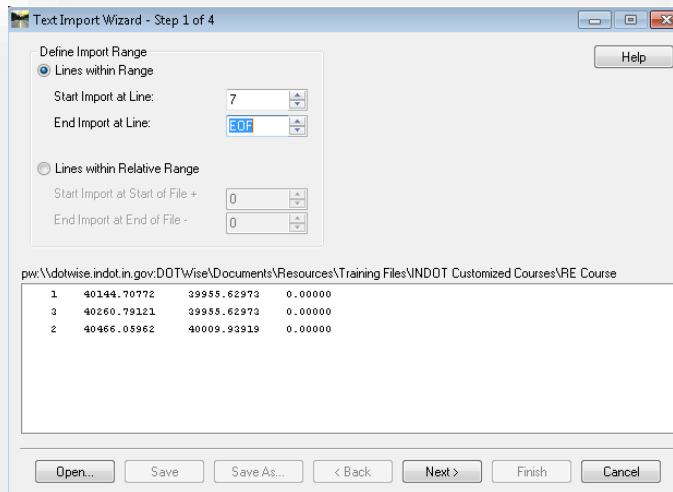 Text Import Wizard - Step 1 of 4
Define Import Range
Lines within Range
Help
Start Import at Line: 7
End Import at Line: EOF
Lines within Relative Range
Start Import at Start of File + 0
End Import at End of File - 0
pw:\\dotwise.indot.in.gov:DOTWise\Documents\Resources\Training Files\INDOT Customized Courses\RE Course
1 40144.70772 39955.62973 0.00000
3 40260.79121 39955.62973 0.00000
2 40466.05962 40009.93919 0.00000
Open... Save Save As... < Back Next > Finish Cancel